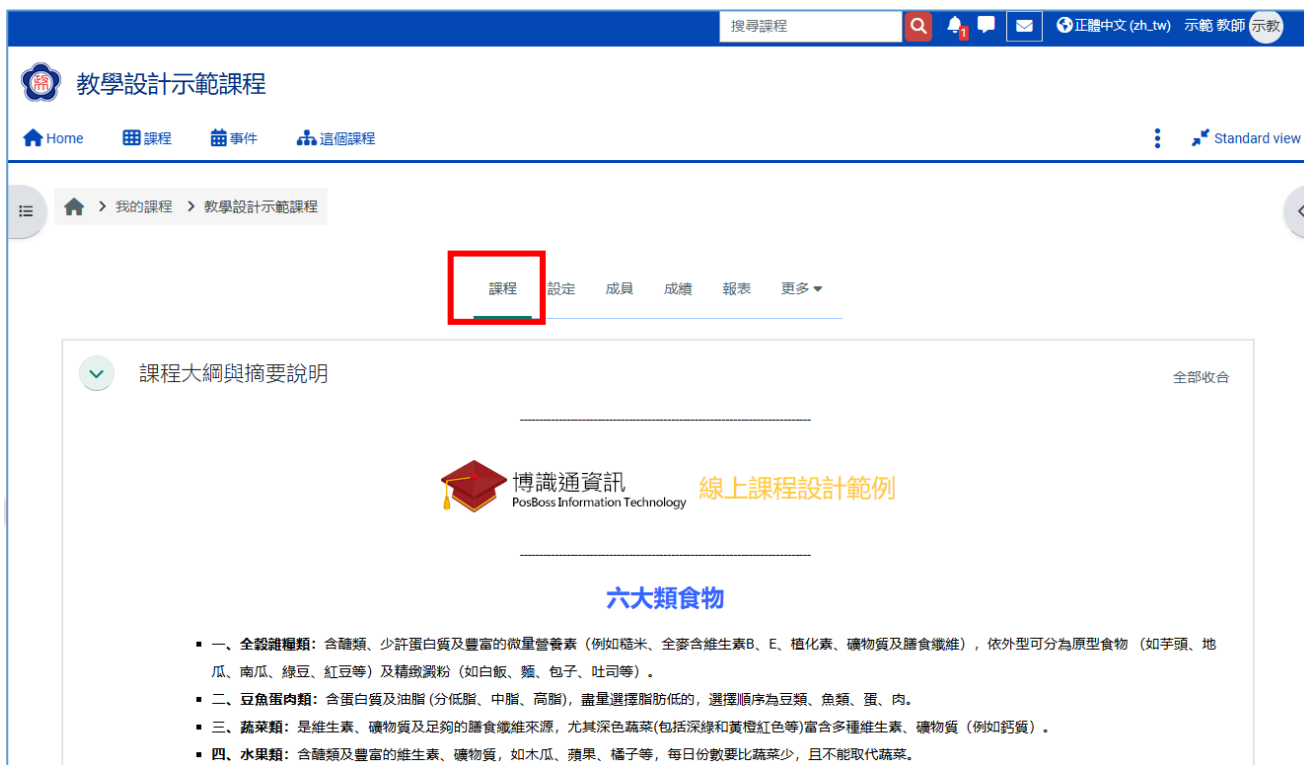 搜尋課程 1 正體中文 (zh_tw) 示範 教師 示教
教學設計示範課程
Home 課程 事件 這個課程 Standard view
我的課程 教學設計示範課程
課程 設定 成員 成績 報表 更多
課程大綱與摘要說明 全部收合
博識通資訊 線上課程設計範例
PosBoss Information Technology
六大類食物
一、全穀雜糧類：含醣類、少許蛋白質及豐富的微量營養素（例如糙米、全麥含維生素B、E、植化素、礦物質及膳食纖維），依外型可分為原型食物 （如芋頭、地
瓜、南瓜、綠豆、紅豆等）及精緻澱粉（如白飯、麵、包子、吐司等）。
二、豆魚蛋肉類：含蛋白質及油脂 (分低脂、中脂、高脂)，盡量選擇脂肪低的，選擇順序為豆類、魚類、蛋、肉。
三、蔬菜類：是維生素、礦物質及足夠的膳食纖維來源，尤其深色蔬菜(包括深綠和黃橙紅色等)富含多種維生素、礦物質（例如鈣質）。
四、水果類：含醣類及豐富的維生素、礦物質，如木瓜、蘋果、橘子等，每日份數要比蔬菜少，且不能取代蔬菜。